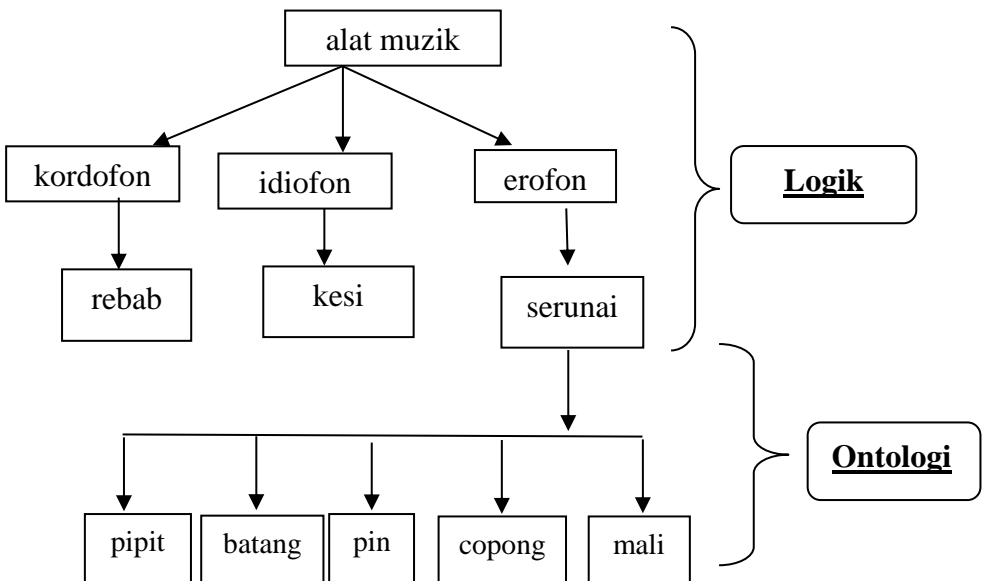 alat muzik
kordofon
idiofon
erofon
Logik
rebab
kesi
serunai
Ontologi
pipit
batang
pin
copong
mali